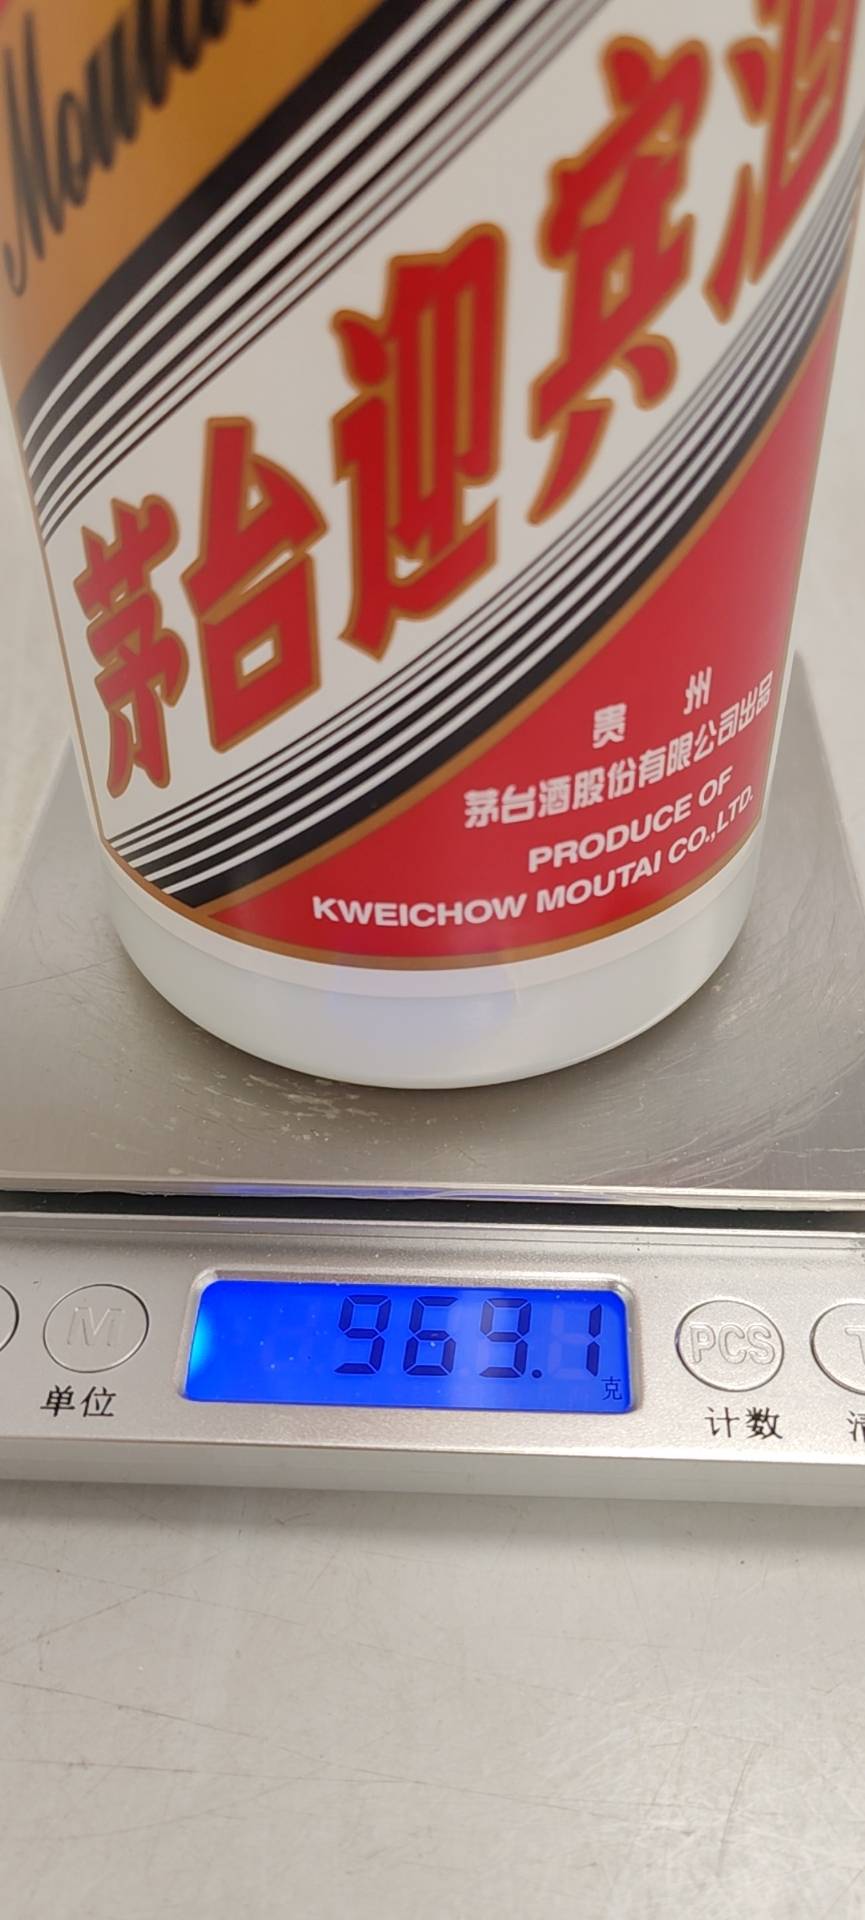 Moutai
茅台迎宾酒
贵州
茅台酒股份有限公司出品
PRODUCE OF
KWEICHOW MOUTAI CO.,LTD.
969.1
克
M
PCS
T
单位
计数